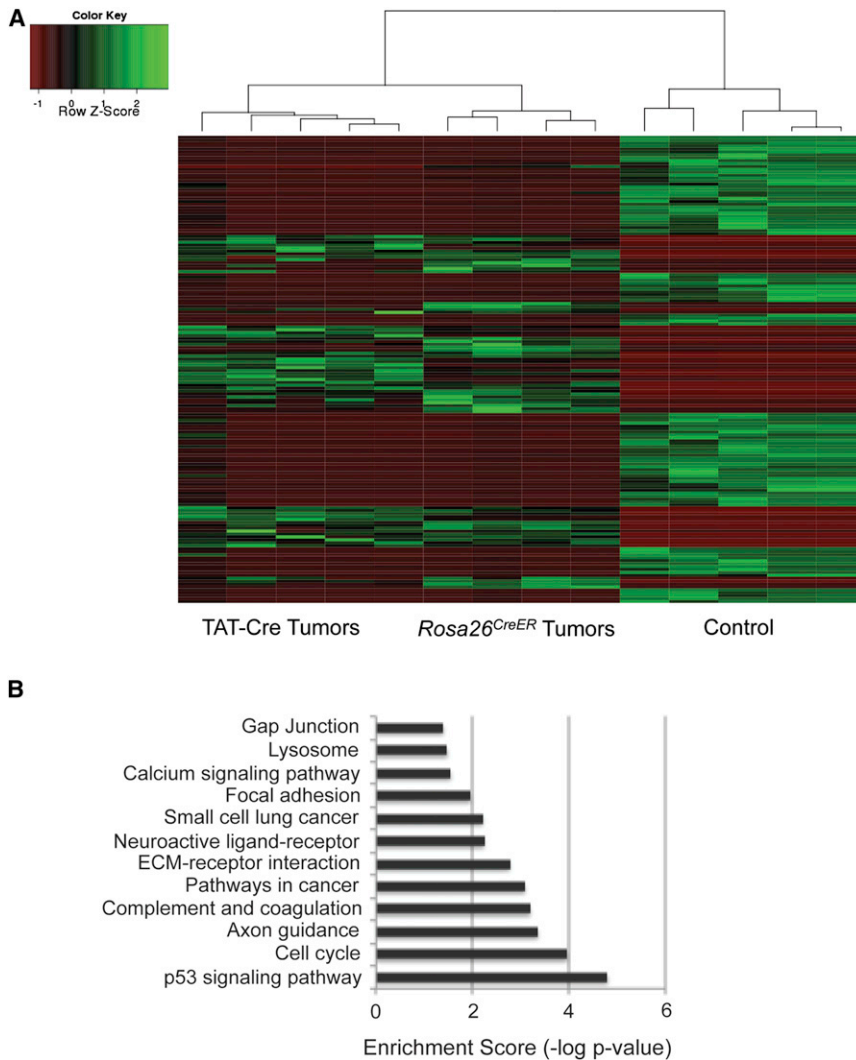 A
Color Key
-1 0 1 2
Row Z-Score
TAT-Cre Tumors Rosa26CreER Tumors Control
B
Gap Junction
Lysosome
Calcium signaling pathway
Focal adhesion
Small cell lung cancer
Neuroactive ligand-receptor
ECM-receptor interaction
Pathways in cancer
Complement and coagulation
Axon guidance
Cell cycle
p53 signaling pathway
0 2 4 6
Enrichment Score (-log p-value)